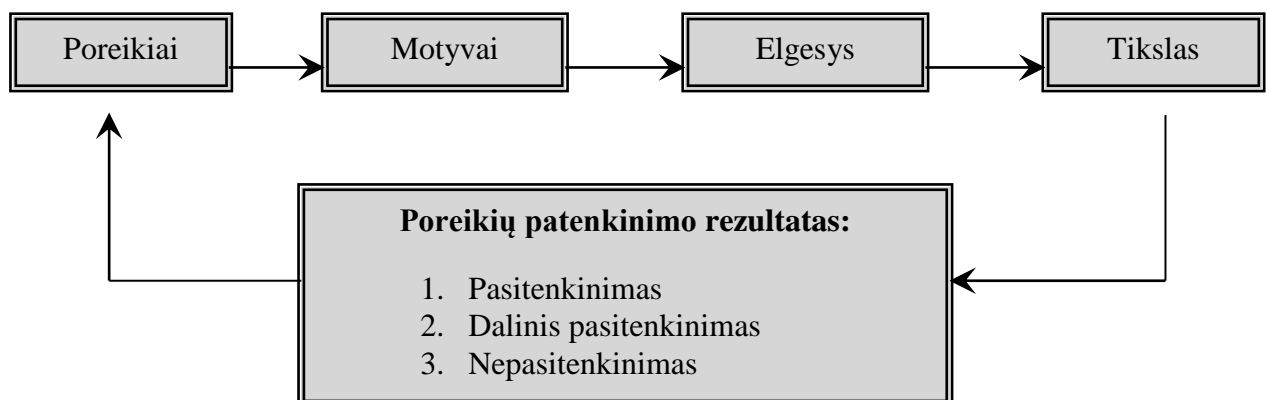 Poreikiai
Motyvai
Elgesys
Tikslas
Poreikių patenkinimo rezultatas:
1. Pasitenkinimas
2. Dalinis pasitenkinimas
3. Nepasitenkinimas